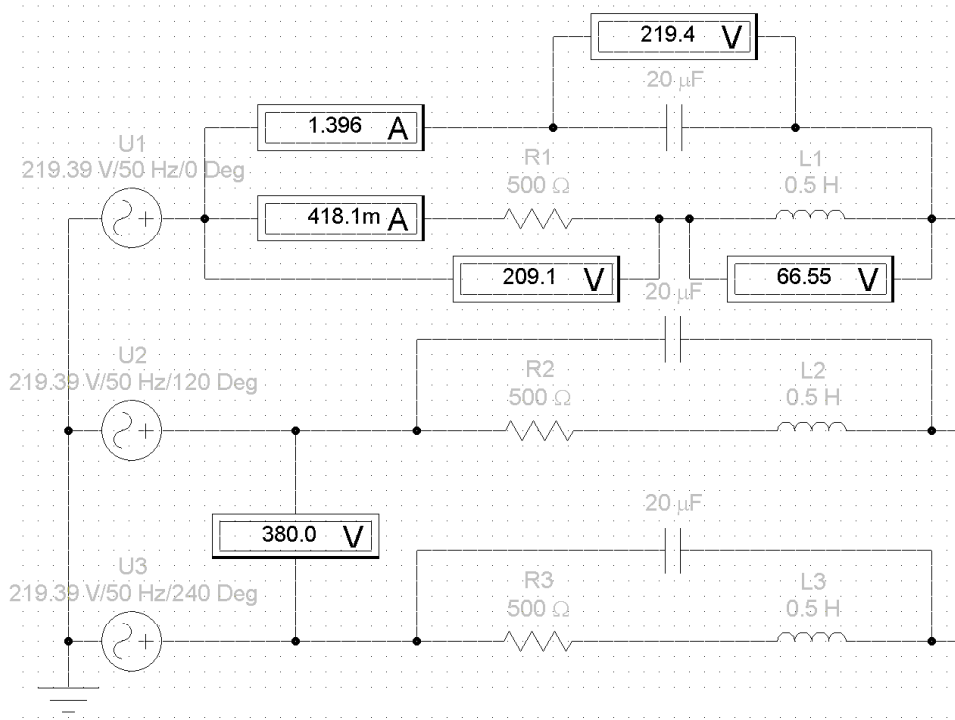 219.4 V
20 µF
1.396 A
U1
219.39 V/50 Hz/0 Deg
R1
500 Ω
L1
0.5 H
418.1m A
209.1 V
66.55 V
20 µF
U2
219.39 V/50 Hz/120 Deg
R2
500 Ω
L2
0.5 H
20 µF
380.0 V
U3
219.39 V/50 Hz/240 Deg
R3
500 Ω
L3
0.5 H